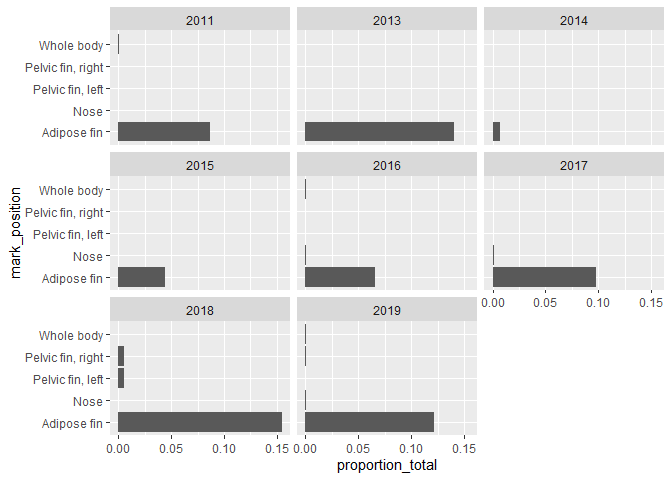 2011 2013 2014
Whole body
Pelvic fin, right
Pelvic fin, left
Nose
Adipose fin
2015 2016 2017
Whole body
Pelvic fin, right
Pelvic fin, left
Nose
Adipose fin
0.00 0.05 0.10 0.15
2018 2019
Whole body
Pelvic fin, right
Pelvic fin, left
Nose
Adipose fin
0.00 0.05 0.10 0.15 0.00 0.05 0.10 0.15
proportion_total
mark_position